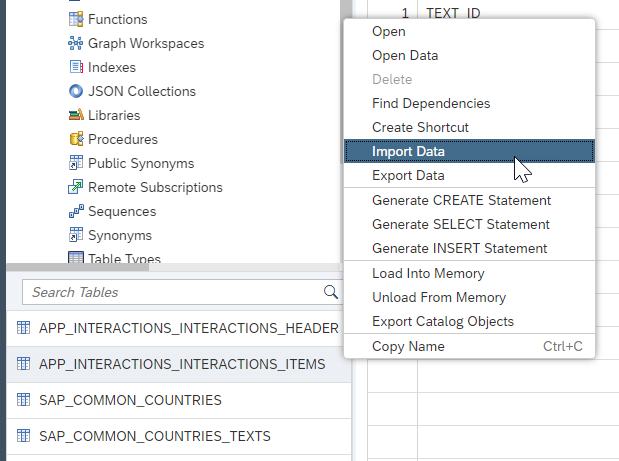 Functions
Graph Workspaces
Indexes
JSON Collections
Libraries
Procedures
Public Synonyms
Remote Subscriptions
Sequences
Synonyms
Table Types
Search Tables
APP_INTERACTIONS_INTERACTIONS_HEADER
APP_INTERACTIONS_INTERACTIONS_ITEMS
SAP_COMMON_COUNTRIES
SAP_COMMON_COUNTRIES_TEXTS
1 TEXT_ID
Open
Open Data
Delete
Find Dependencies
Create Shortcut
Import Data
Export Data
Generate CREATE Statement
Generate SELECT Statement
Generate INSERT Statement
Load Into Memory
Unload From Memory
Export Catalog Objects
Copy Name Ctrl+C